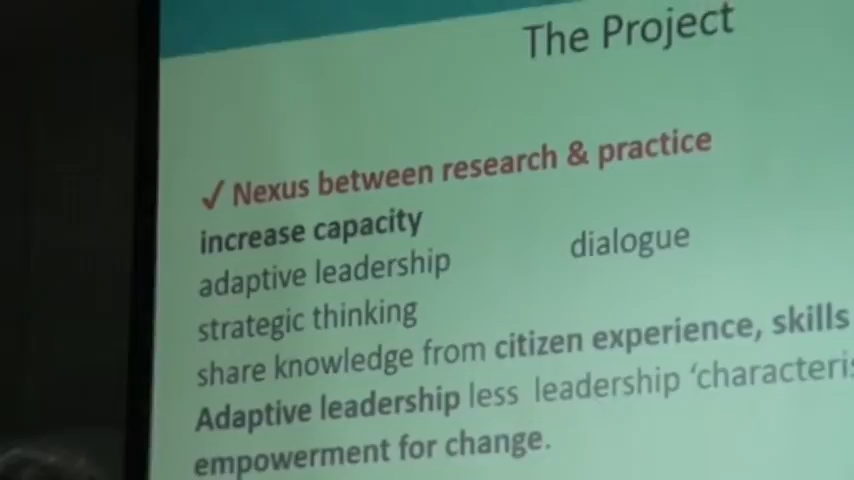 The Project
✓ Nexus between research & practice
increase capacity
adaptive leadership dialogue
strategic thinking
share knowledge from citizen experience, skills
Adaptive leadership less leadership
empowerment for change.